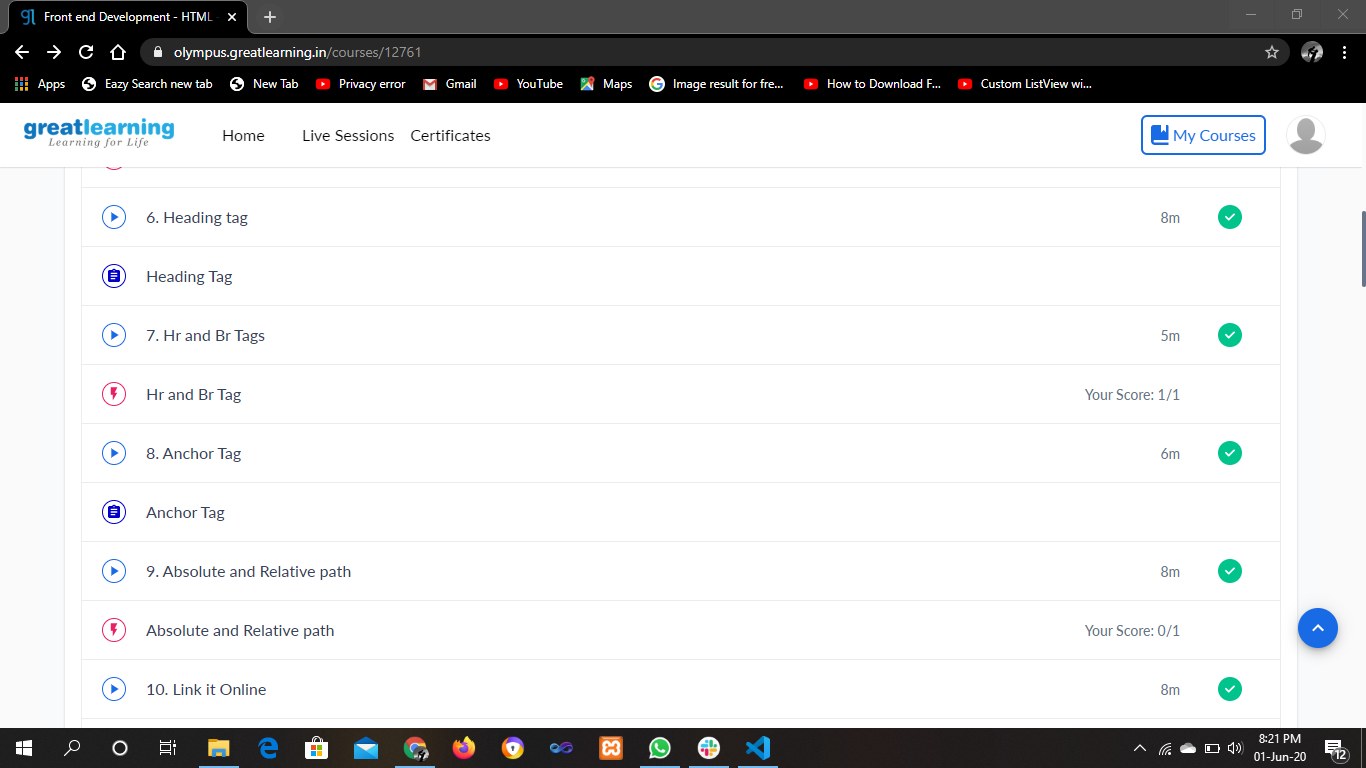 gl Front end Development - HTML
olympus.greatlearning.in/courses/12761
Apps Eazy Search new tab New Tab Privacy error Gmail YouTube Maps Image result for fre... How to Download F... Custom ListView wi...
greatlearning
Learning for Life
Home Live Sessions Certificates My Courses
6. Heading tag 8m
Heading Tag
7. Hr and Br Tags 5m
Hr and Br Tag Your Score: 1/1
8. Anchor Tag 6m
Anchor Tag
9. Absolute and Relative path 8m
Absolute and Relative path Your Score: 0/1
10. Link it Online 8m
8:21 PM
01-Jun-20
12